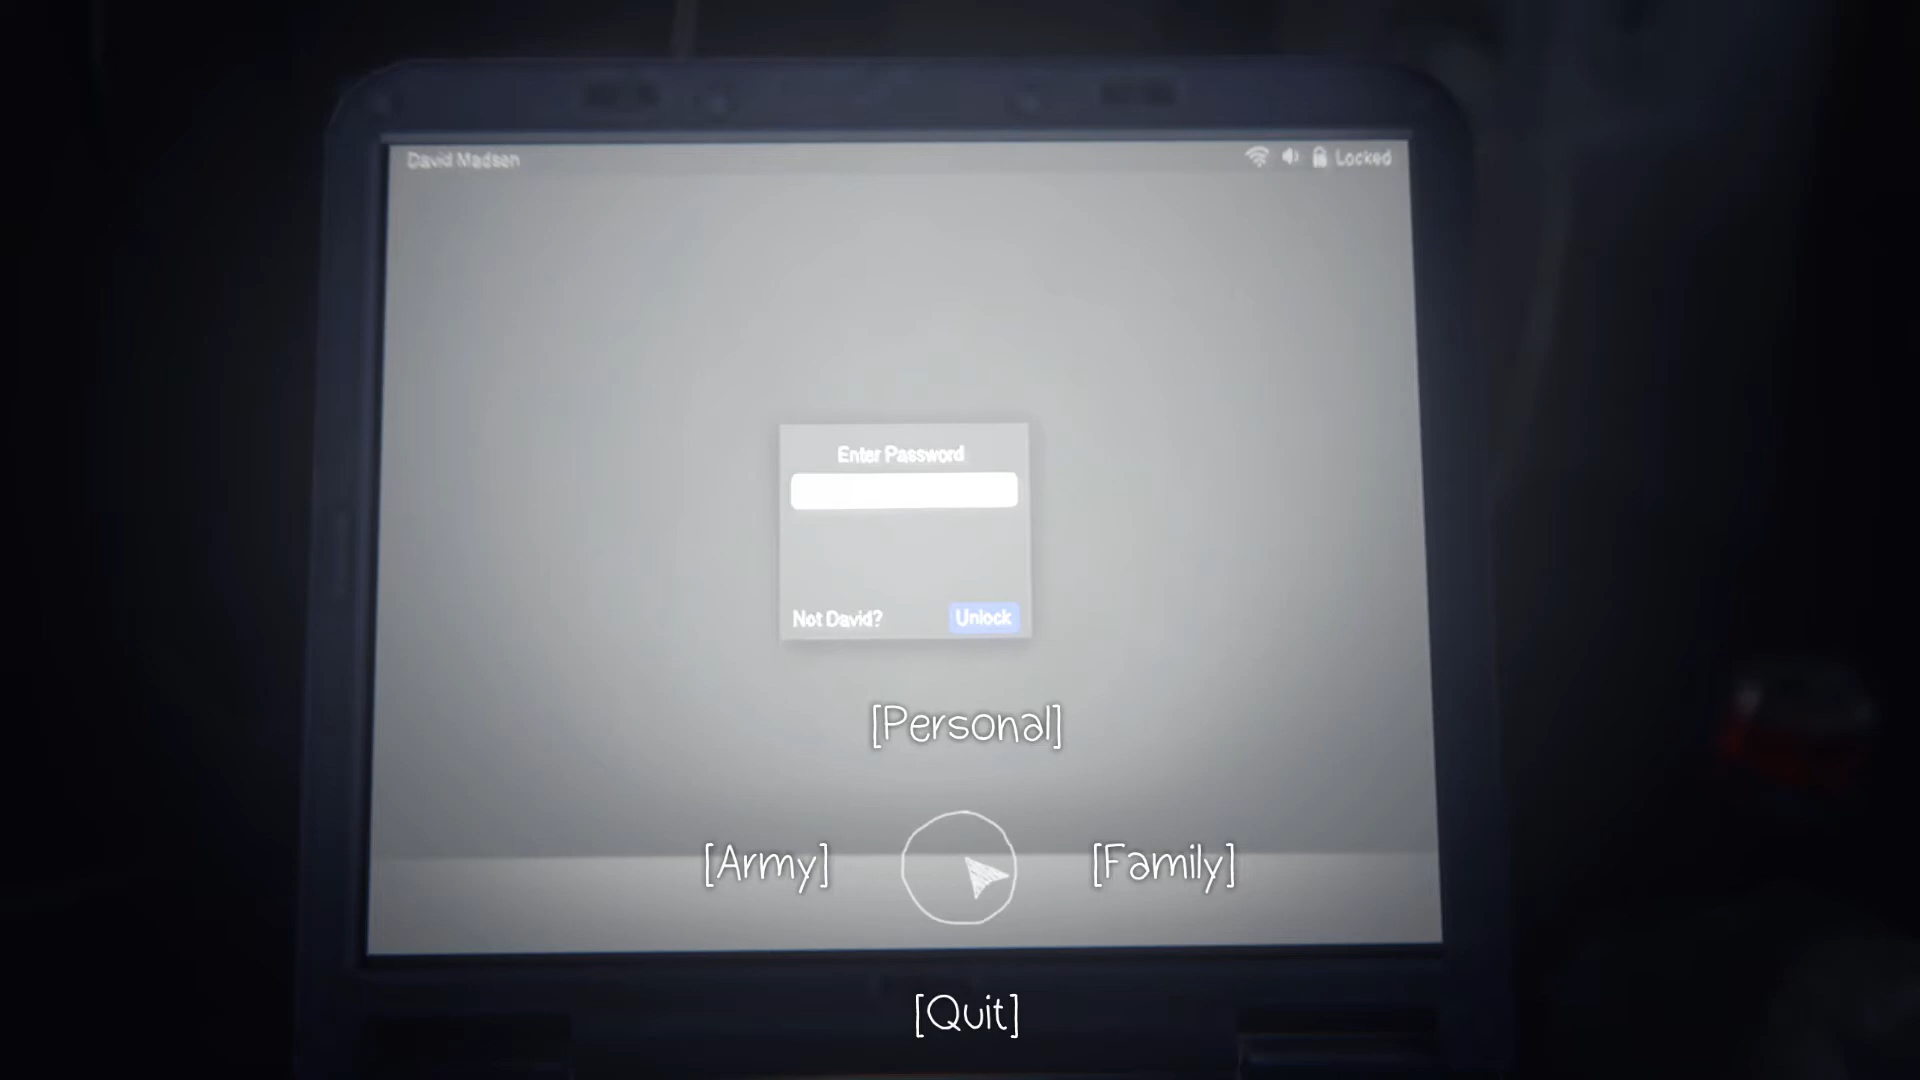 David Madsen
Locked
Enter Password
Not David?
Unlock
[Personal]
[Army]
[Family]
[Quit]